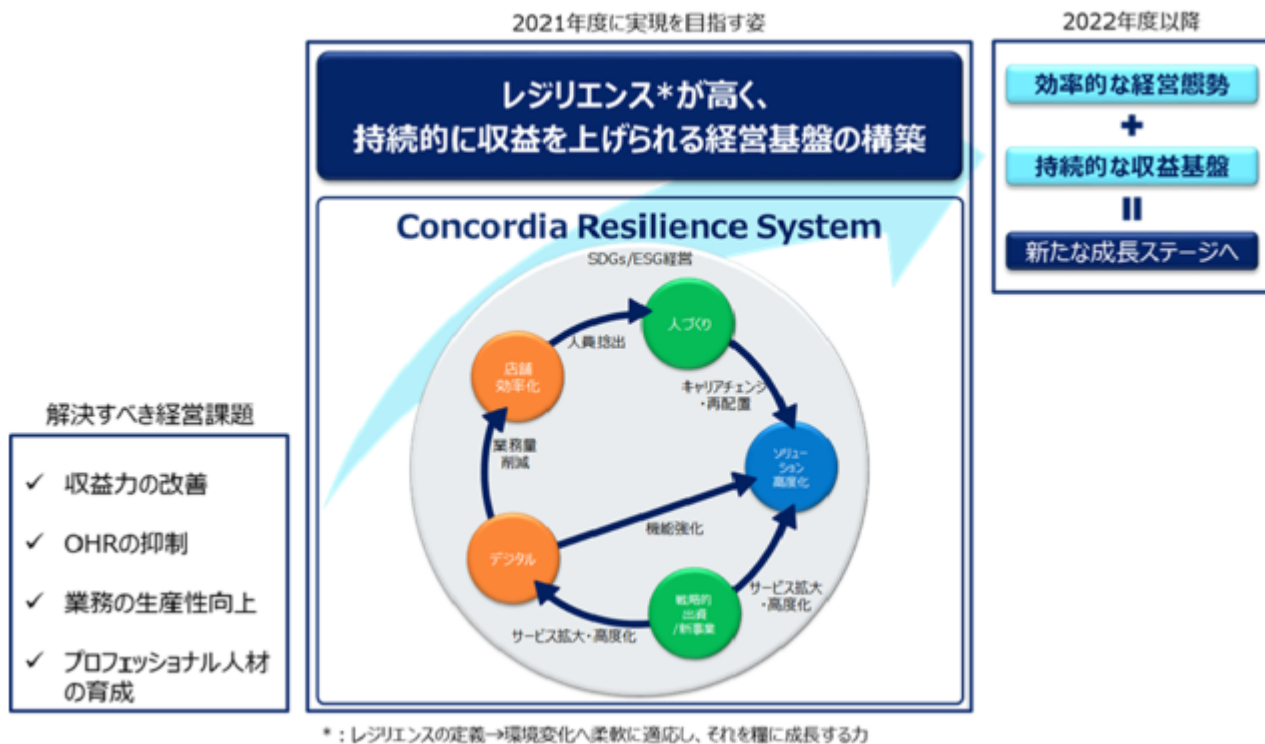 2021年度に実現を目指す姿
2022年度以降
レジリエンス*が高く、
持続的に収益を上げられる経営基盤の構築
効率的な経営態勢
+
持続的な収益基盤
=
新たな成長ステージへ
Concordia Resilience System
SDGs/ESG経営
人づくり
人員捻出
店舗
効率化
キャリアチェンジ
・再配置
業務量
削減
ソリュー
ション
高度化
機能強化
デジタル
戦略的
出資
/新事業
サービス拡大
・高度化
サービス拡大・高度化
解決すべき経営課題
✓ 収益力の改善
✓ OHRの抑制
✓ 業務の生産性向上
✓ プロフェッショナル人材
の育成
*:レジリエンスの定義→環境変化へ柔軟に適応し、それを糧に成長する力